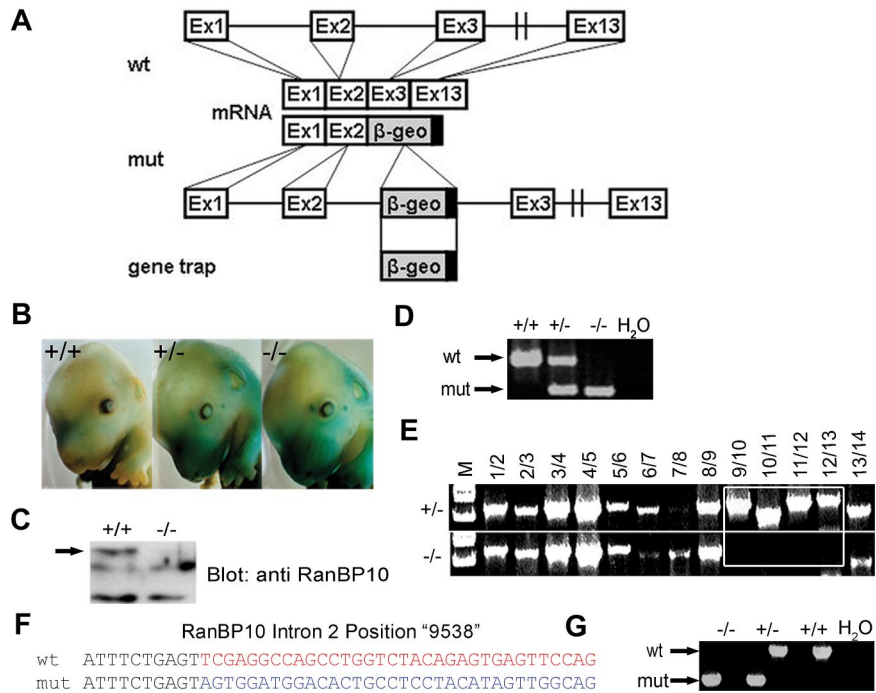 A
Ex1 Ex2 Ex3 Ex13
wt
Ex1 Ex2 Ex3 Ex13
mRNA
Ex1 Ex2 β-geo
mut
Ex1 Ex2 β-geo Ex3 Ex13
gene trap
β-geo
B
+/+ +/- -/-
C
+/+ -/-
Blot: anti RanBP10
D
+/+ +/- -/- H2O
wt
mut
E
M 1/2 2/3 3/4 4/5 5/6 6/7 7/8 8/9 9/10 10/11 11/12 12/13 13/14
+/-
-/-
F
RanBP10 Intron 2 Position “9538”
wt ATTTCTGAGTTCGAGGCCAGCCTGGTCTACAGAGTGAGTTCCAG
mut ATTTCTGAGTAGTGGATGGACACTGCCTCCTACATAGTTGGCAG
G
-/- +/- +/+ H2O
wt
mut